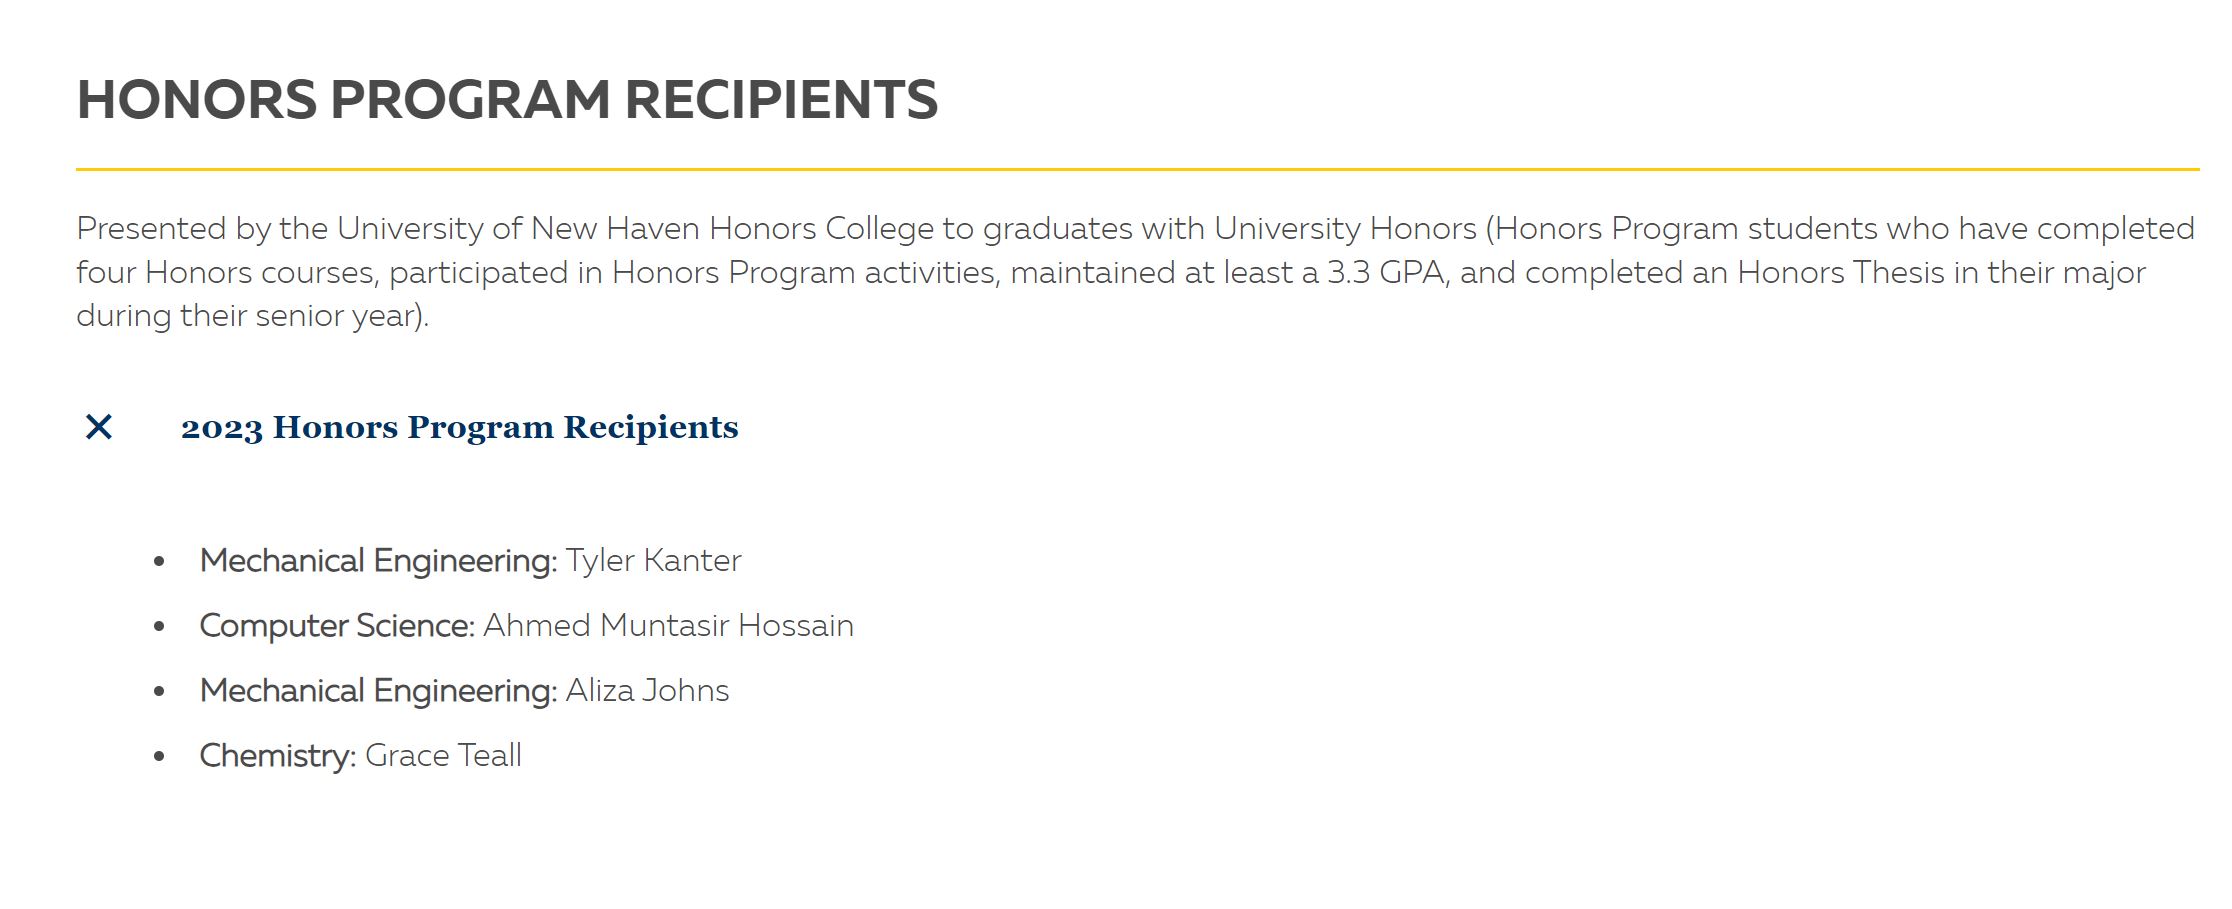 HONORS PROGRAM RECIPIENTS
Presented by the University of New Haven Honors College to graduates with University Honors (Honors Program students who have completed
four Honors courses, participated in Honors Program activities, maintained at least a 3.3 GPA, and completed an Honors Thesis in their major
during their senior year).
2023 Honors Program Recipients
• Mechanical Engineering: Tyler Kanter
• Computer Science: Ahmed Muntasir Hossain
• Mechanical Engineering: Aliza Johns
• Chemistry: Grace Teall